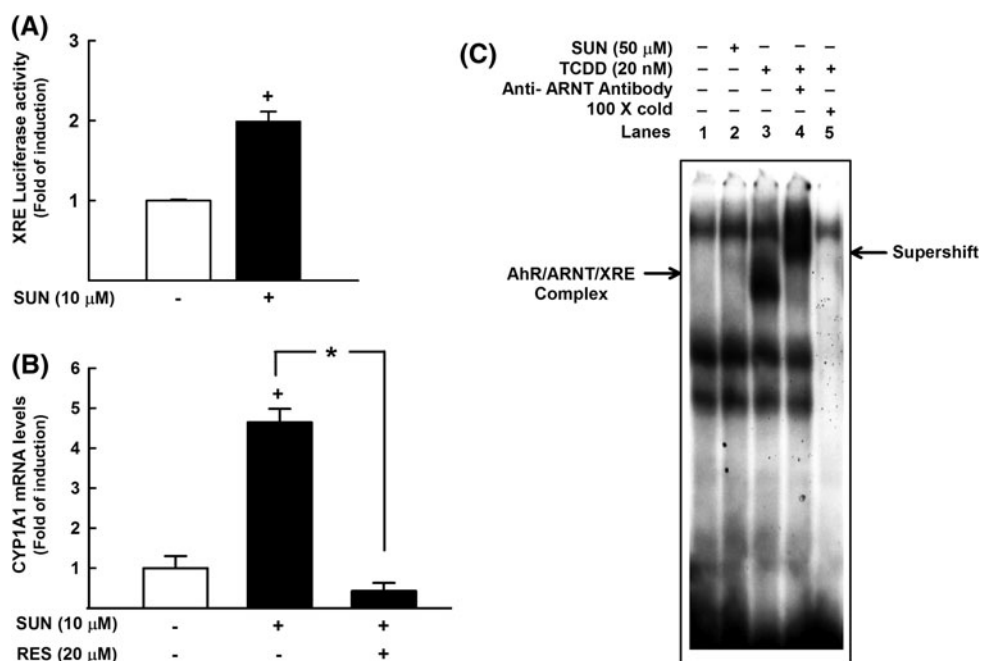 (A)
XRE Luciferase activity
(Fold of induction)
3
2
1
+
SUN (10 μM)
-
+
(B)
CYP1A1 mRNA levels
(Fold of induction)
6
5
4
3
2
1
+
*
SUN (10 μM)
-
+
+
RES (20 μM)
-
-
+
(C)
SUN (50 μM) – + – – –
TCDD (20 nM) – – + + +
Anti- ARNT Antibody – – – + –
100 X cold – – – – +
Lanes 1 2 3 4 5
AhR/ARNT/XRE
Complex
Supershift